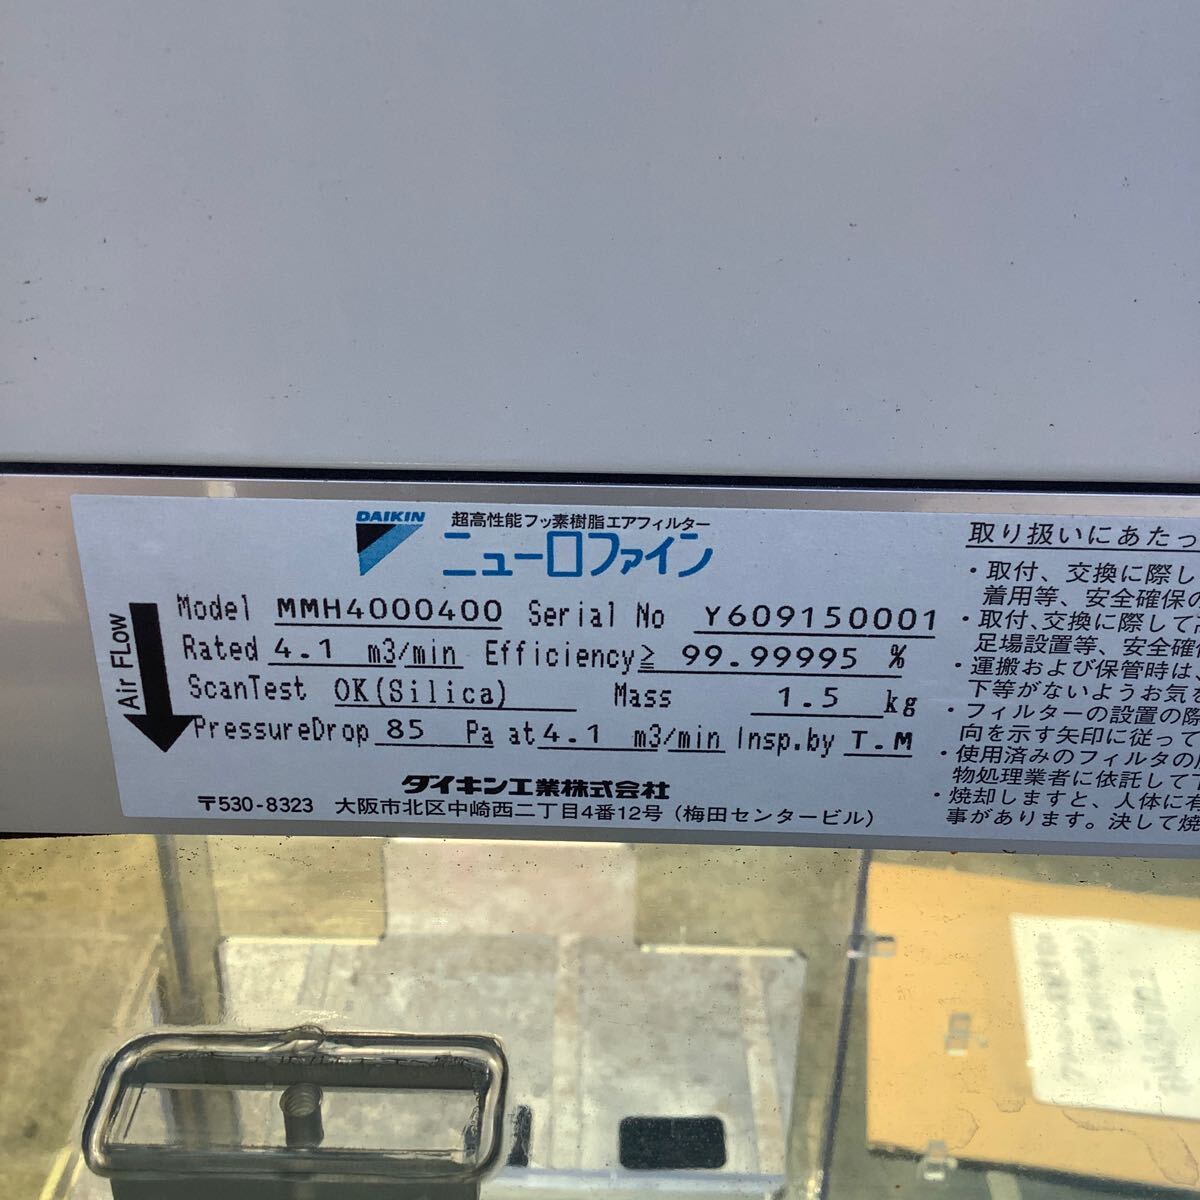 DAIKIN
超高性能フッ素樹脂エアフィルター
ニューロファイン
Air FLow
Model MMH4000400 Serial No Y609150001
Rated 4.1 m3/min Efficiency≧ 99.99995 %
ScanTest OK(Silica) Mass 1.5 kg
PressureDrop 85 Pa at 4.1 m3/min Insp.by T.M
ダイキン工業株式会社
〒530-8323 大阪市北区中崎西二丁目4番12号(梅田センタービル)
取り扱いにあたっ
・取付、交換に際し
着用等、安全確保の
・取付、交換に際して
足場設置等、安全確
・運搬および保管時は、
下等がないようお気を
・フィルターの設置の際
向を示す矢印に従って
・使用済みのフィルタの
物処理業者に依託して
・焼却しますと、人体に有
事があります。決して焼